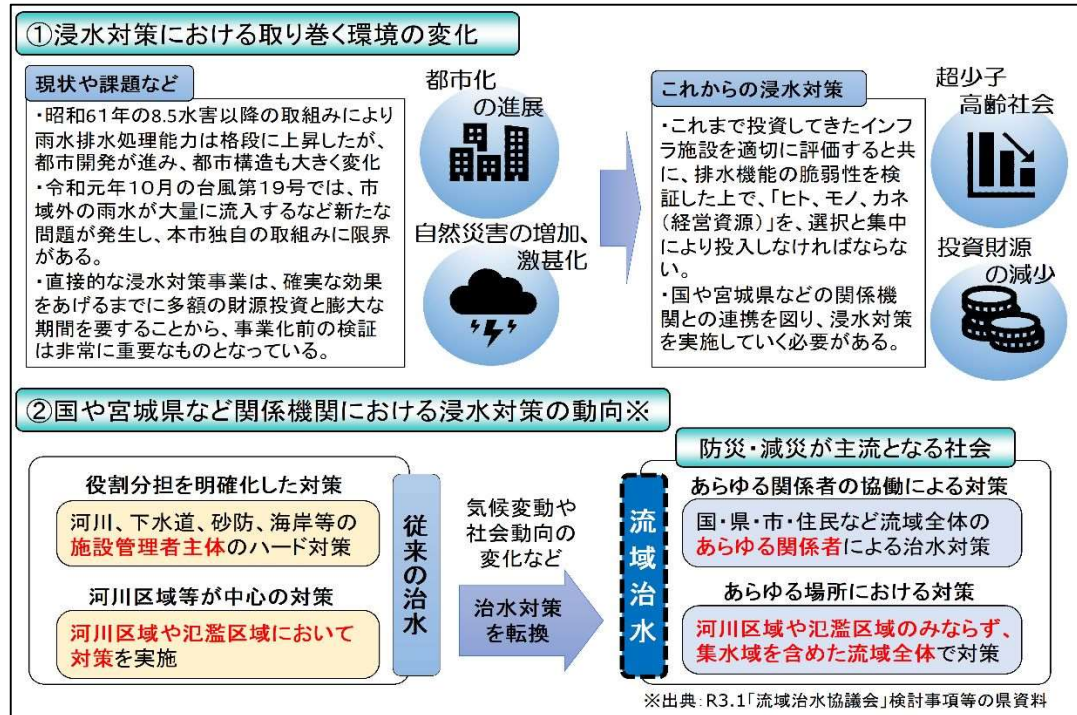 ①浸水対策における取り巻く環境の変化
現状や課題など
・昭和61年の8.5水害以降の取組みにより
雨水排水処理能力は格段に上昇したが、
都市開発が進み、都市構造も大きく変化
・令和元年10月の台風第19号では、市
域外の雨水が大量に流入するなど新たな
問題が発生し、本市独自の取組みに限界
がある。
・直接的な浸水対策事業は、確実な効果
をあげるまでに多額の財源投資と膨大な
期間を要することから、事業化前の検証
は非常に重要なものとなっている。
都市化
の進展
自然災害の増加、
激甚化
これからの浸水対策
・これまで投資してきたインフ
ラ施設を適切に評価すると共
に、排水機能の脆弱性を検
証した上で、「ヒト、モノ、カネ
(経営資源)」を、選択と集中
により投入しなければならな
い。
・国や宮城県などの関係機
関との連携を図り、浸水対策
を実施していく必要がある。
超少子
高齢社会
投資財源
の減少
②国や宮城県など関係機関における浸水対策の動向※
役割分担を明確化した対策
河川、下水道、砂防、海岸等の
施設管理者主体のハード対策
河川区域等が中心の対策
河川区域や氾濫区域において
対策を実施
従来の治水
気候変動や
社会動向の
変化など
治水対策
を転換
流域治水
防災・減災が主流となる社会
あらゆる関係者の協働による対策
国・県・市・住民など流域全体の
あらゆる関係者による治水対策
あらゆる場所における対策
河川区域や氾濫区域のみならず、
集水域を含めた流域全体で対策
※出典:R3.1「流域治水協議会」検討事項等の県資料